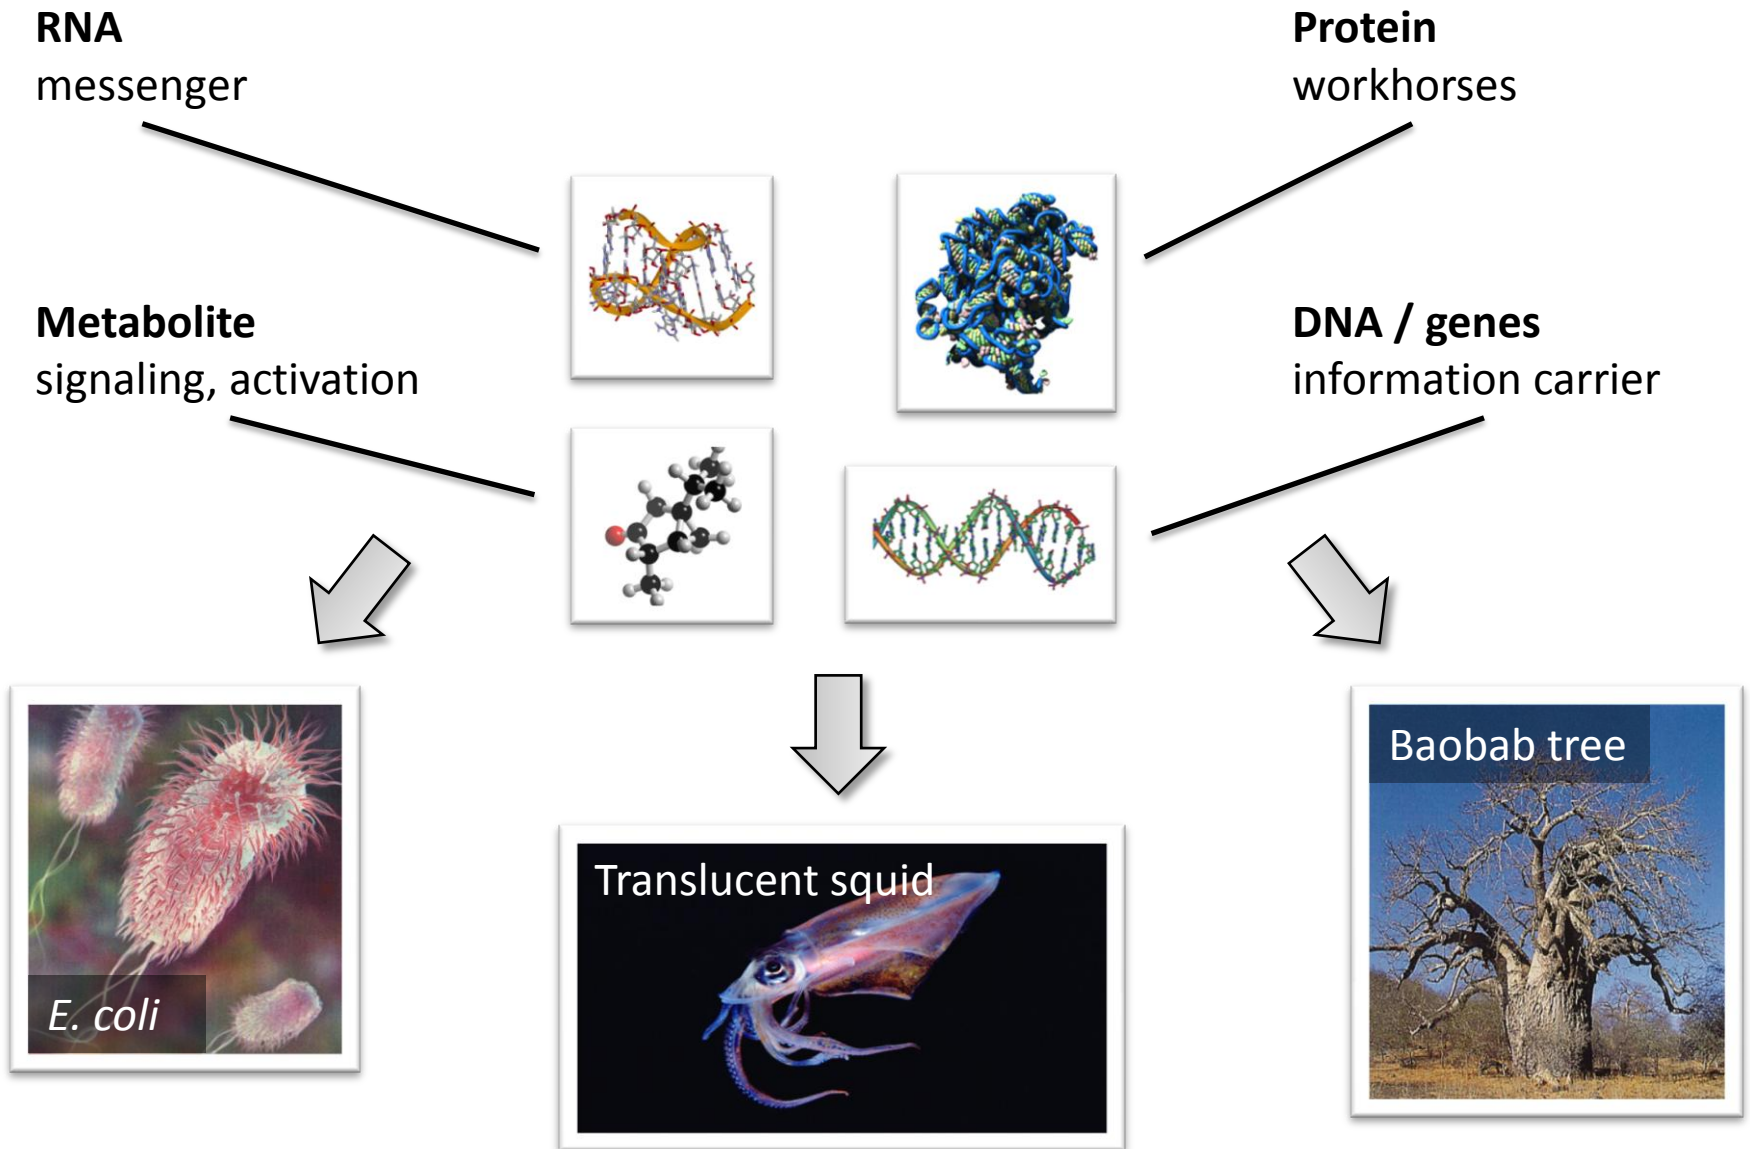 RNA
messenger
Protein
workhorses
Metabolite
signaling, activation
DNA / genes
information carrier
E. coli
Translucent squid
Baobab tree